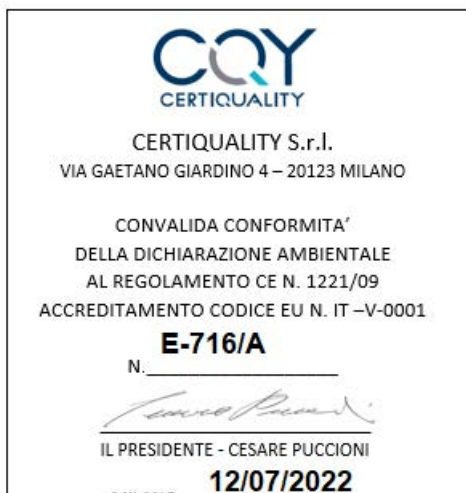 CQY
CERTIQUALITY
CERTIQUALITY S.r.l.
VIA GAETANO GIARDINO 4 – 20123 MILANO
CONVALIDA CONFORMITA’
DELLA DICHIARAZIONE AMBIENTALE
AL REGOLAMENTO CE N. 1221/09
ACCREDITAMENTO CODICE EU N. IT –V-0001
E-716/A
N.
IL PRESIDENTE - CESARE PUCCIONI
12/07/2022